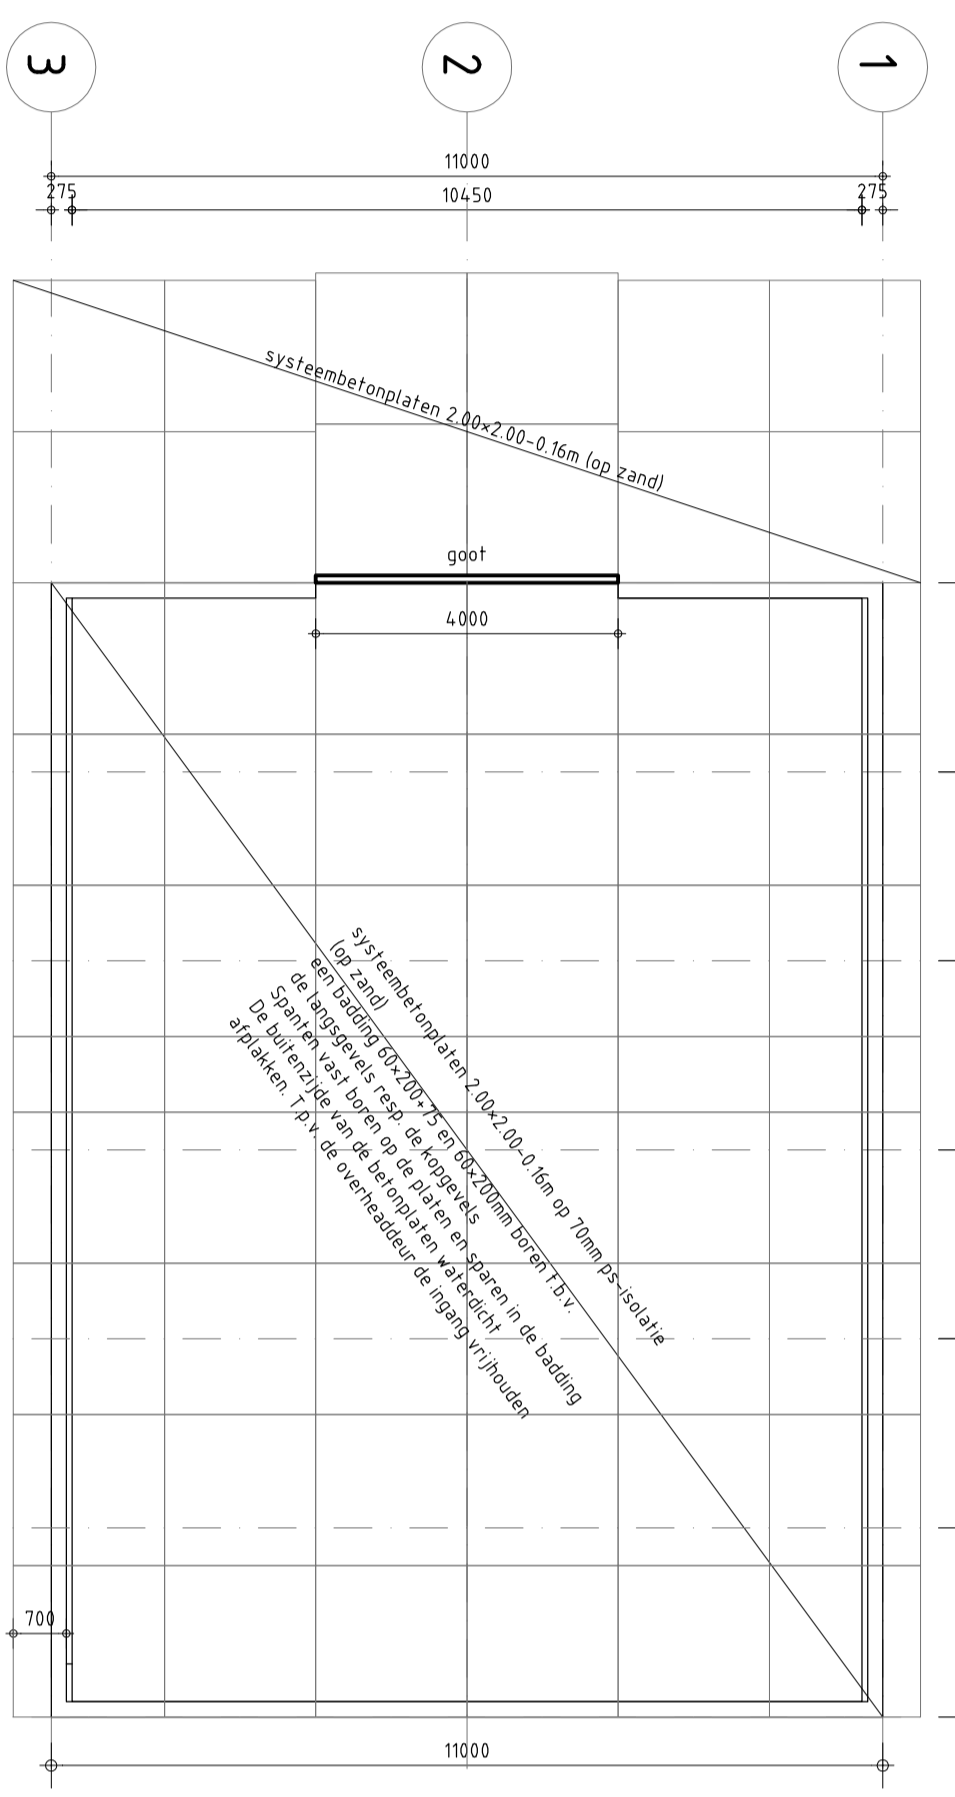 3
2
1
11000
275
10450
275
systeembetonplaten 2.00×2.00-0.16m (op zand)
goot
4000
systeembetonplaten 2.00×2.00-0.16m op 70mm ps-isolatie
(op zand)
een badding 60×200+75 en 60×200mm boren t.b.v.
de langsgevels resp. de kopgevels
Spanten vast boren op de platen en sparen in de badding
De buitenzijde van de betonplaten waterdicht
afplakken. T.p.v. de overheaddeur de ingang vrijhouden
700
11000